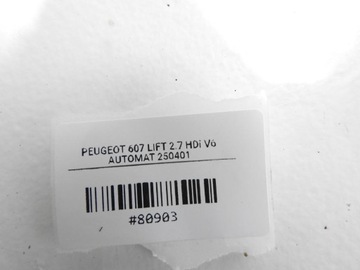 PEUGEOT 607 LIFT 2.7 HDi V6
AUTOMAT 250401
#80903